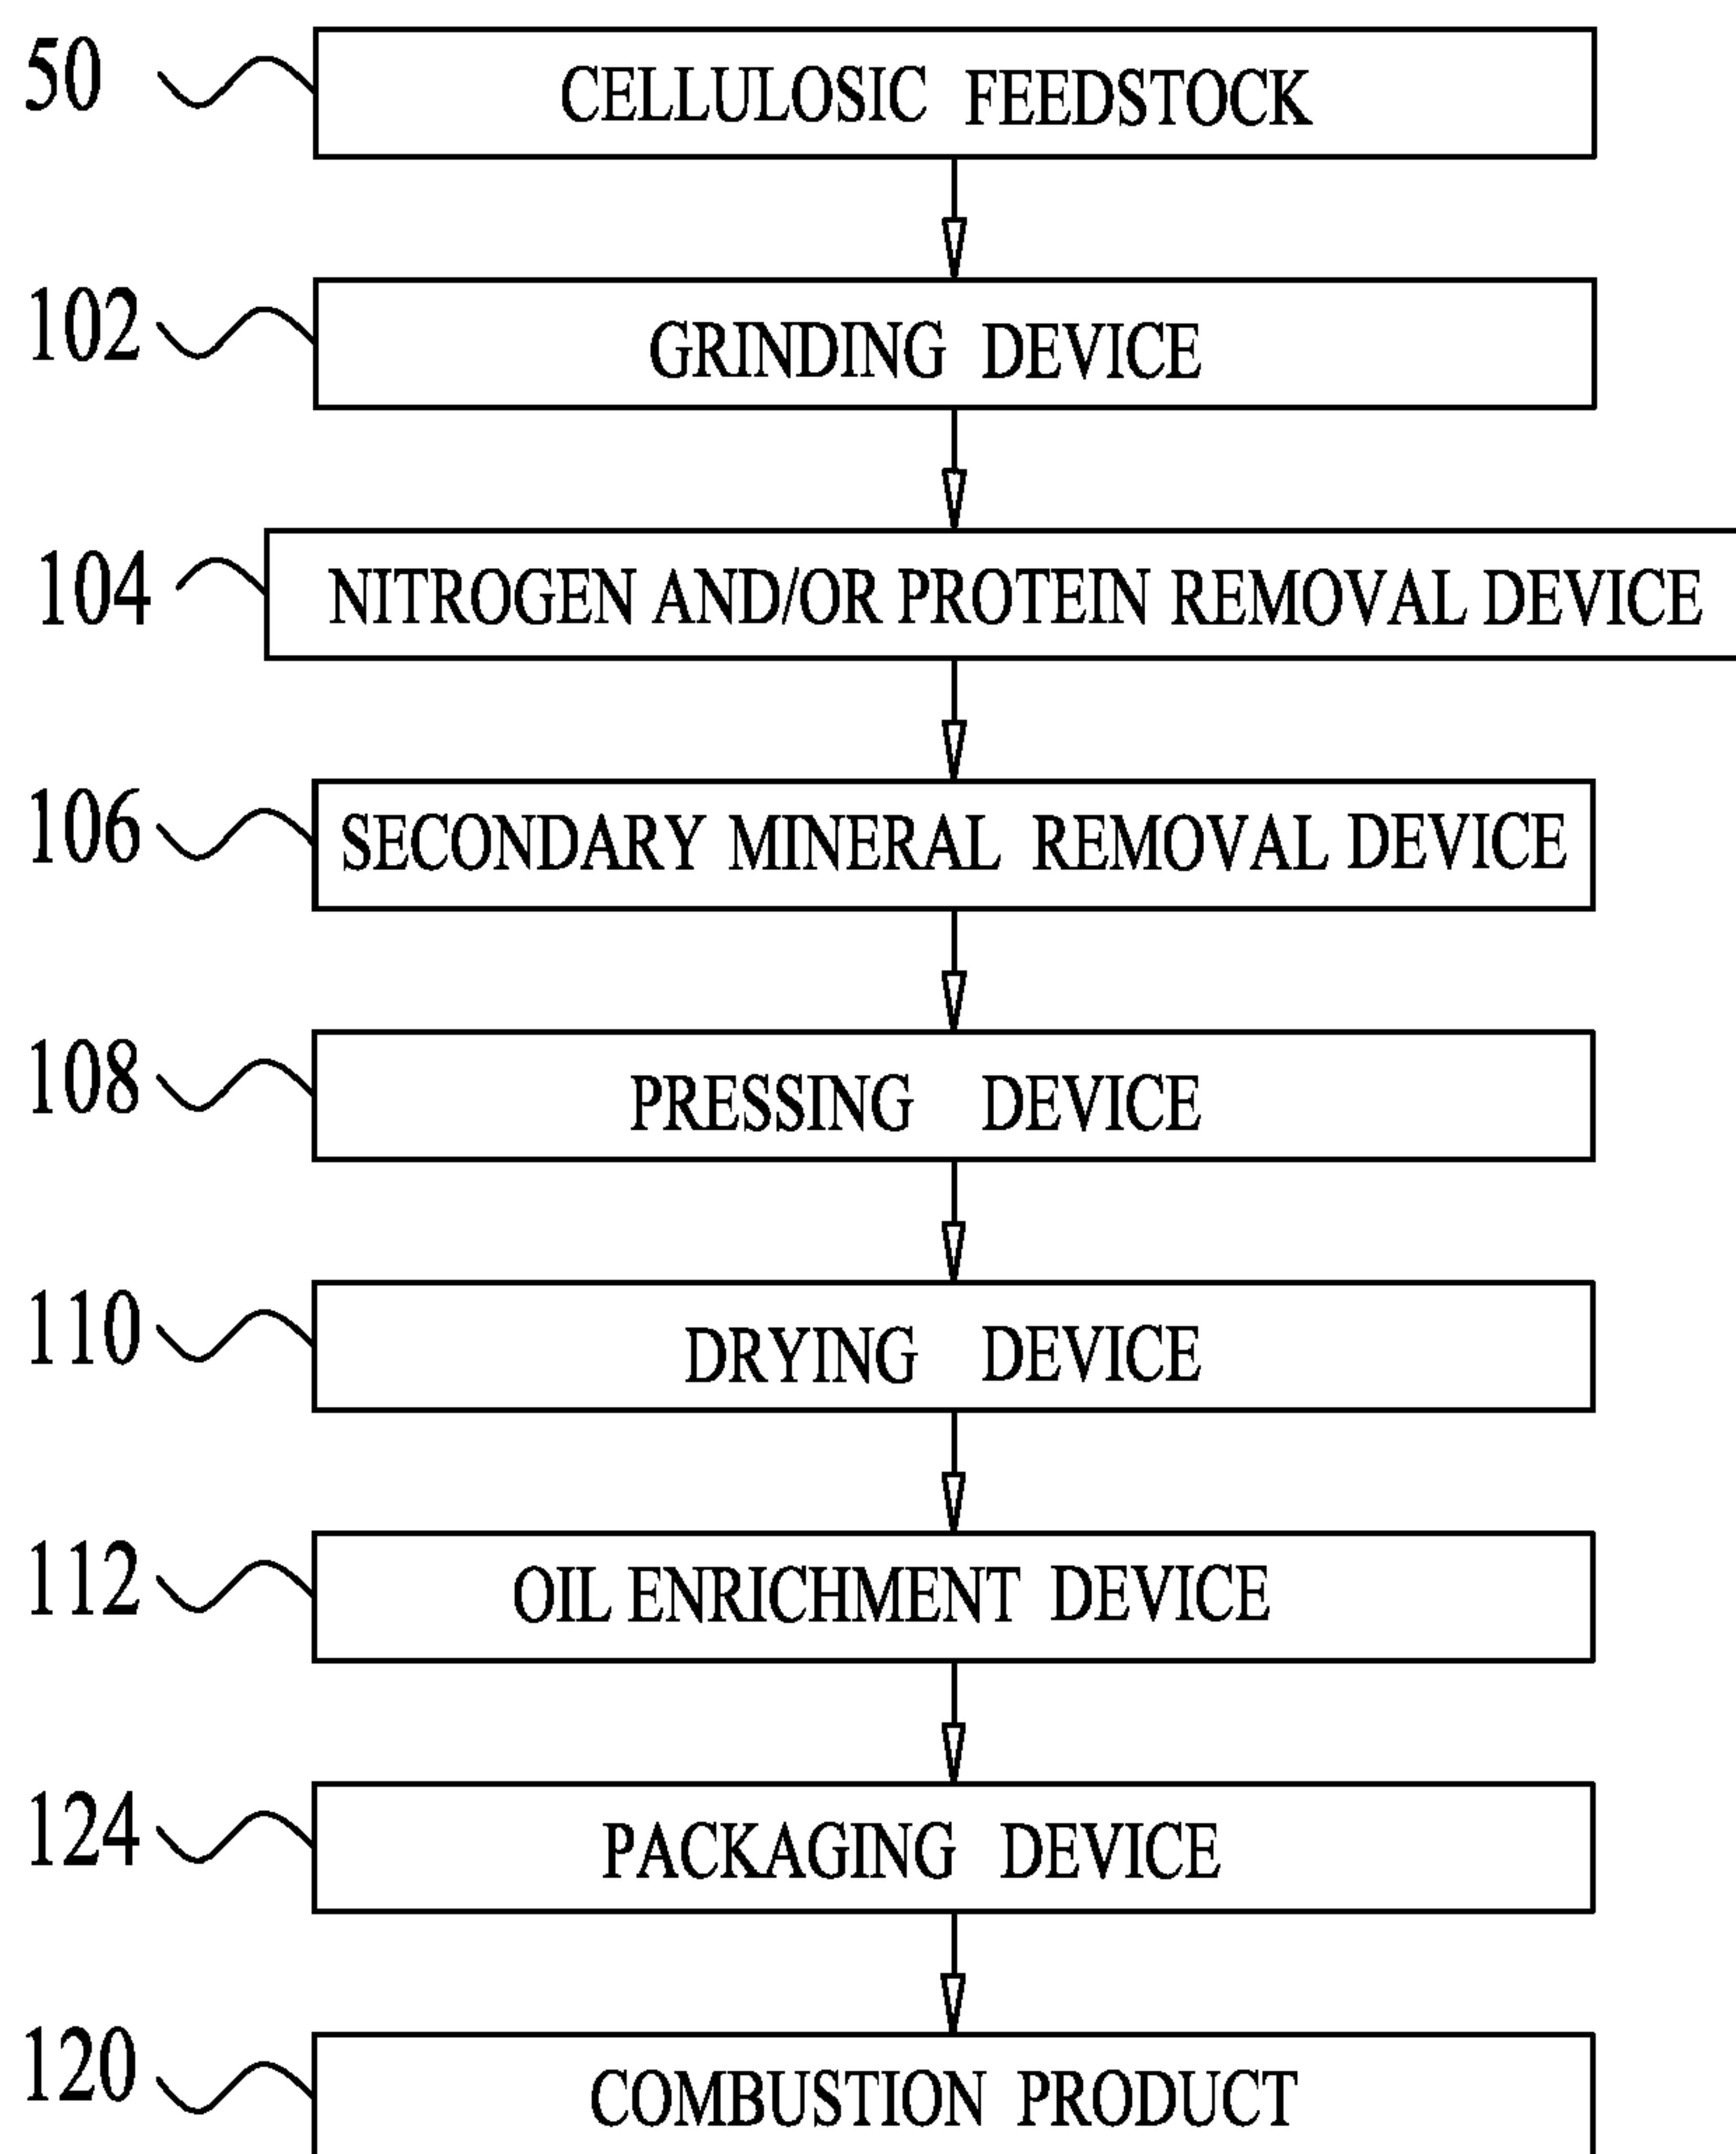 50 CELLULOSIC FEEDSTOCK
102 GRINDING DEVICE
104 NITROGEN AND/OR PROTEIN REMOVAL DEVICE
106 SECONDARY MINERAL REMOVAL DEVICE
108 PRESSING DEVICE
110 DRYING DEVICE
112 OIL ENRICHMENT DEVICE
124 PACKAGING DEVICE
120 COMBUSTION PRODUCT